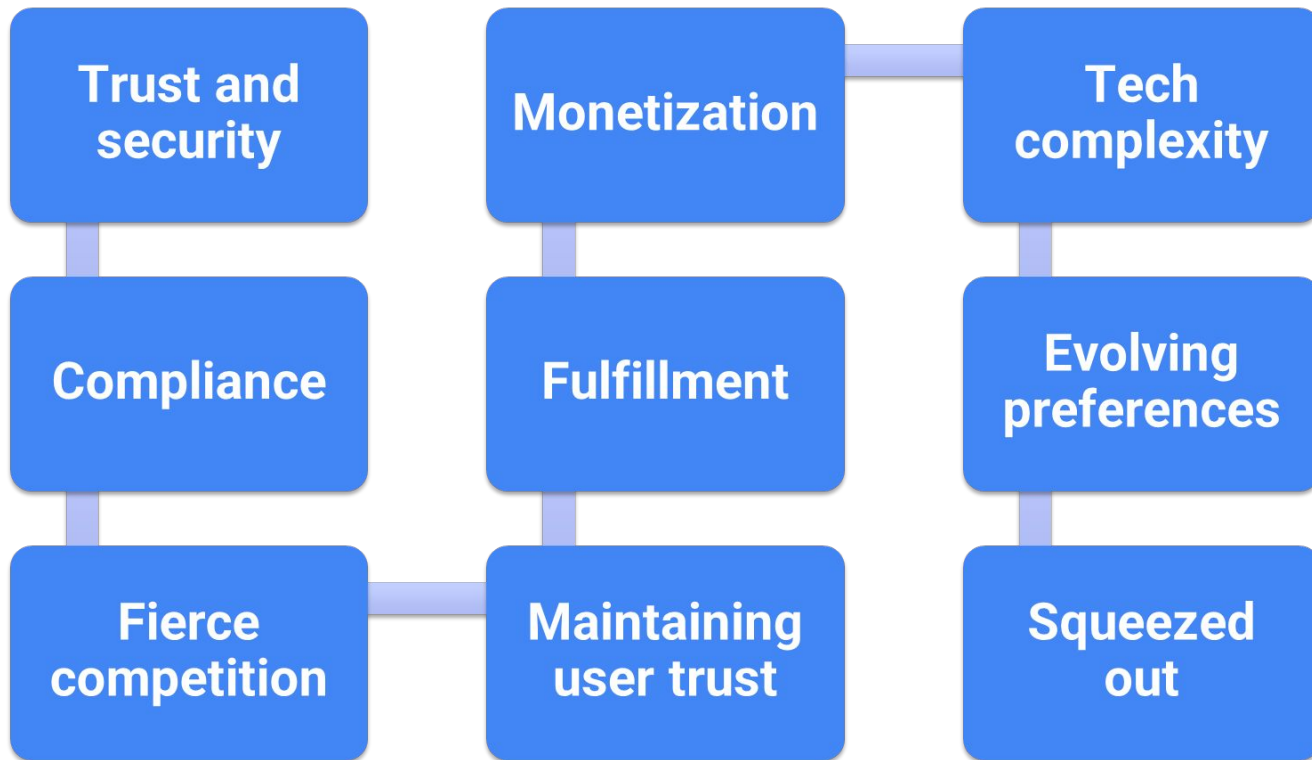 Trust and
security
Compliance
Fierce
competition
Maintaining
user trust
Fulfillment
Monetization
Tech
complexity
Evolving
preferences
Squeezed
out